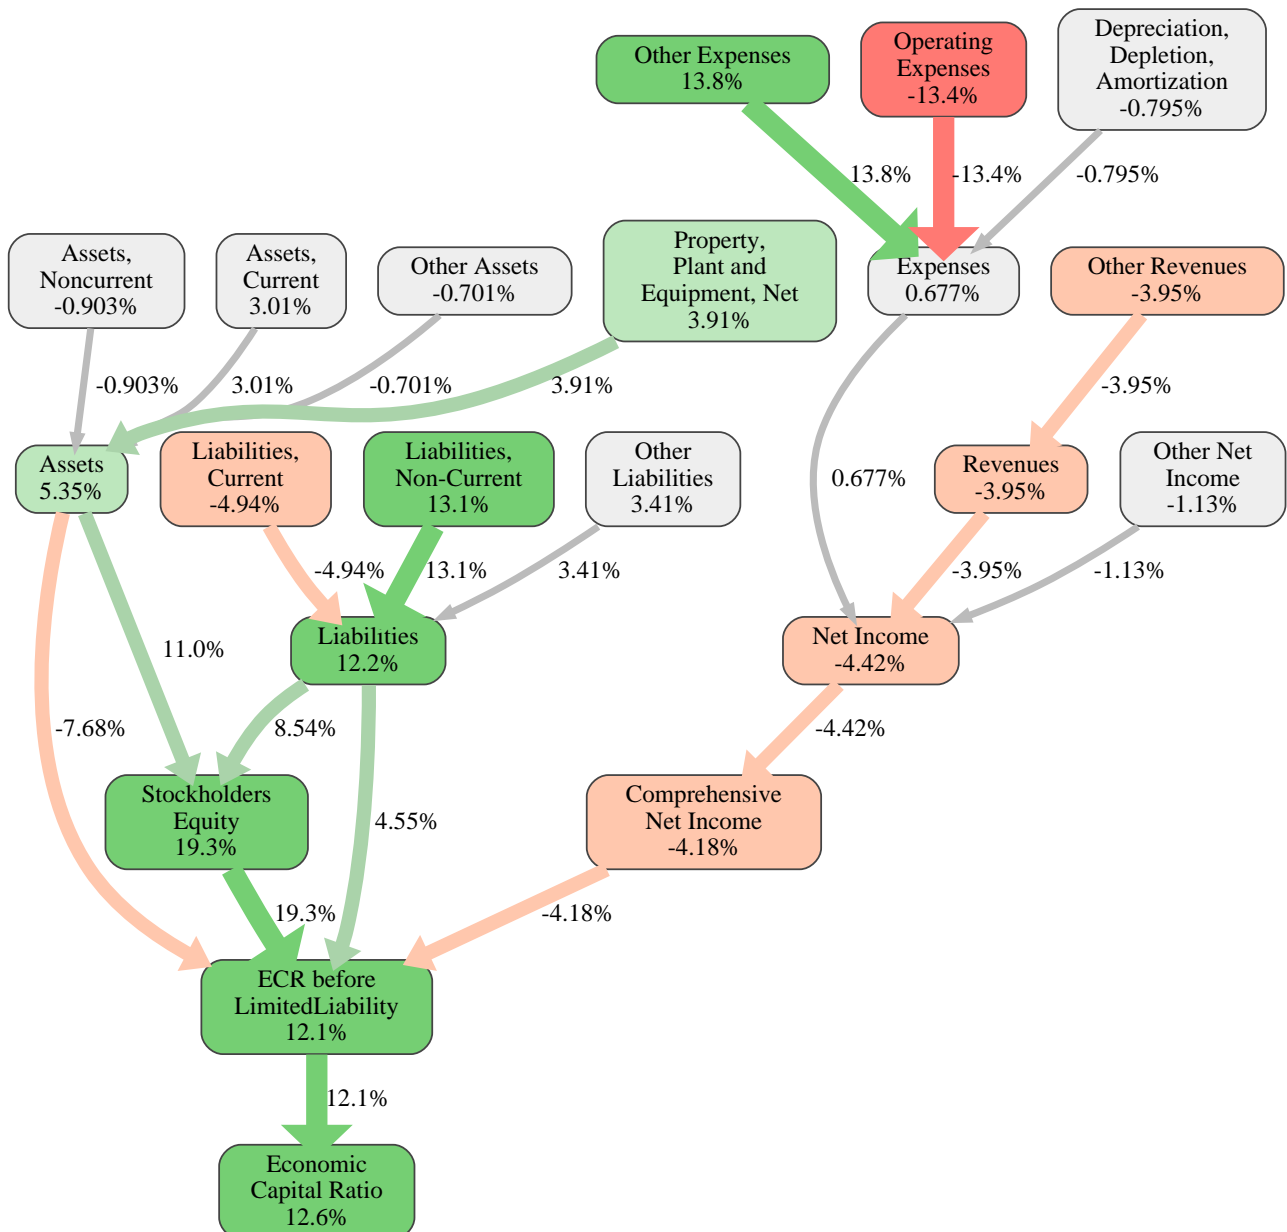 Other Expenses
13.8%
Operating
Expenses
-13.4%
Depreciation,
Depletion,
Amortization
-0.795%
13.8%
-13.4%
-0.795%
Assets,
Noncurrent
-0.903%
Assets,
Current
3.01%
Other Assets
-0.701%
Property,
Plant and
Equipment, Net
3.91%
Expenses
0.677%
Other Revenues
-3.95%
-0.903%
3.01%
-0.701%
3.91%
-3.95%
Assets
5.35%
Liabilities,
Current
-4.94%
Liabilities,
Non-Current
13.1%
Other
Liabilities
3.41%
0.677%
Revenues
-3.95%
Other Net
Income
-1.13%
-4.94%
13.1%
3.41%
-3.95%
-1.13%
Liabilities
12.2%
Net Income
-4.42%
11.0%
-7.68%
8.54%
-4.42%
Stockholders
Equity
19.3%
4.55%
Comprehensive
Net Income
-4.18%
19.3%
-4.18%
ECR before
LimitedLiability
12.1%
12.1%
Economic
Capital Ratio
12.6%